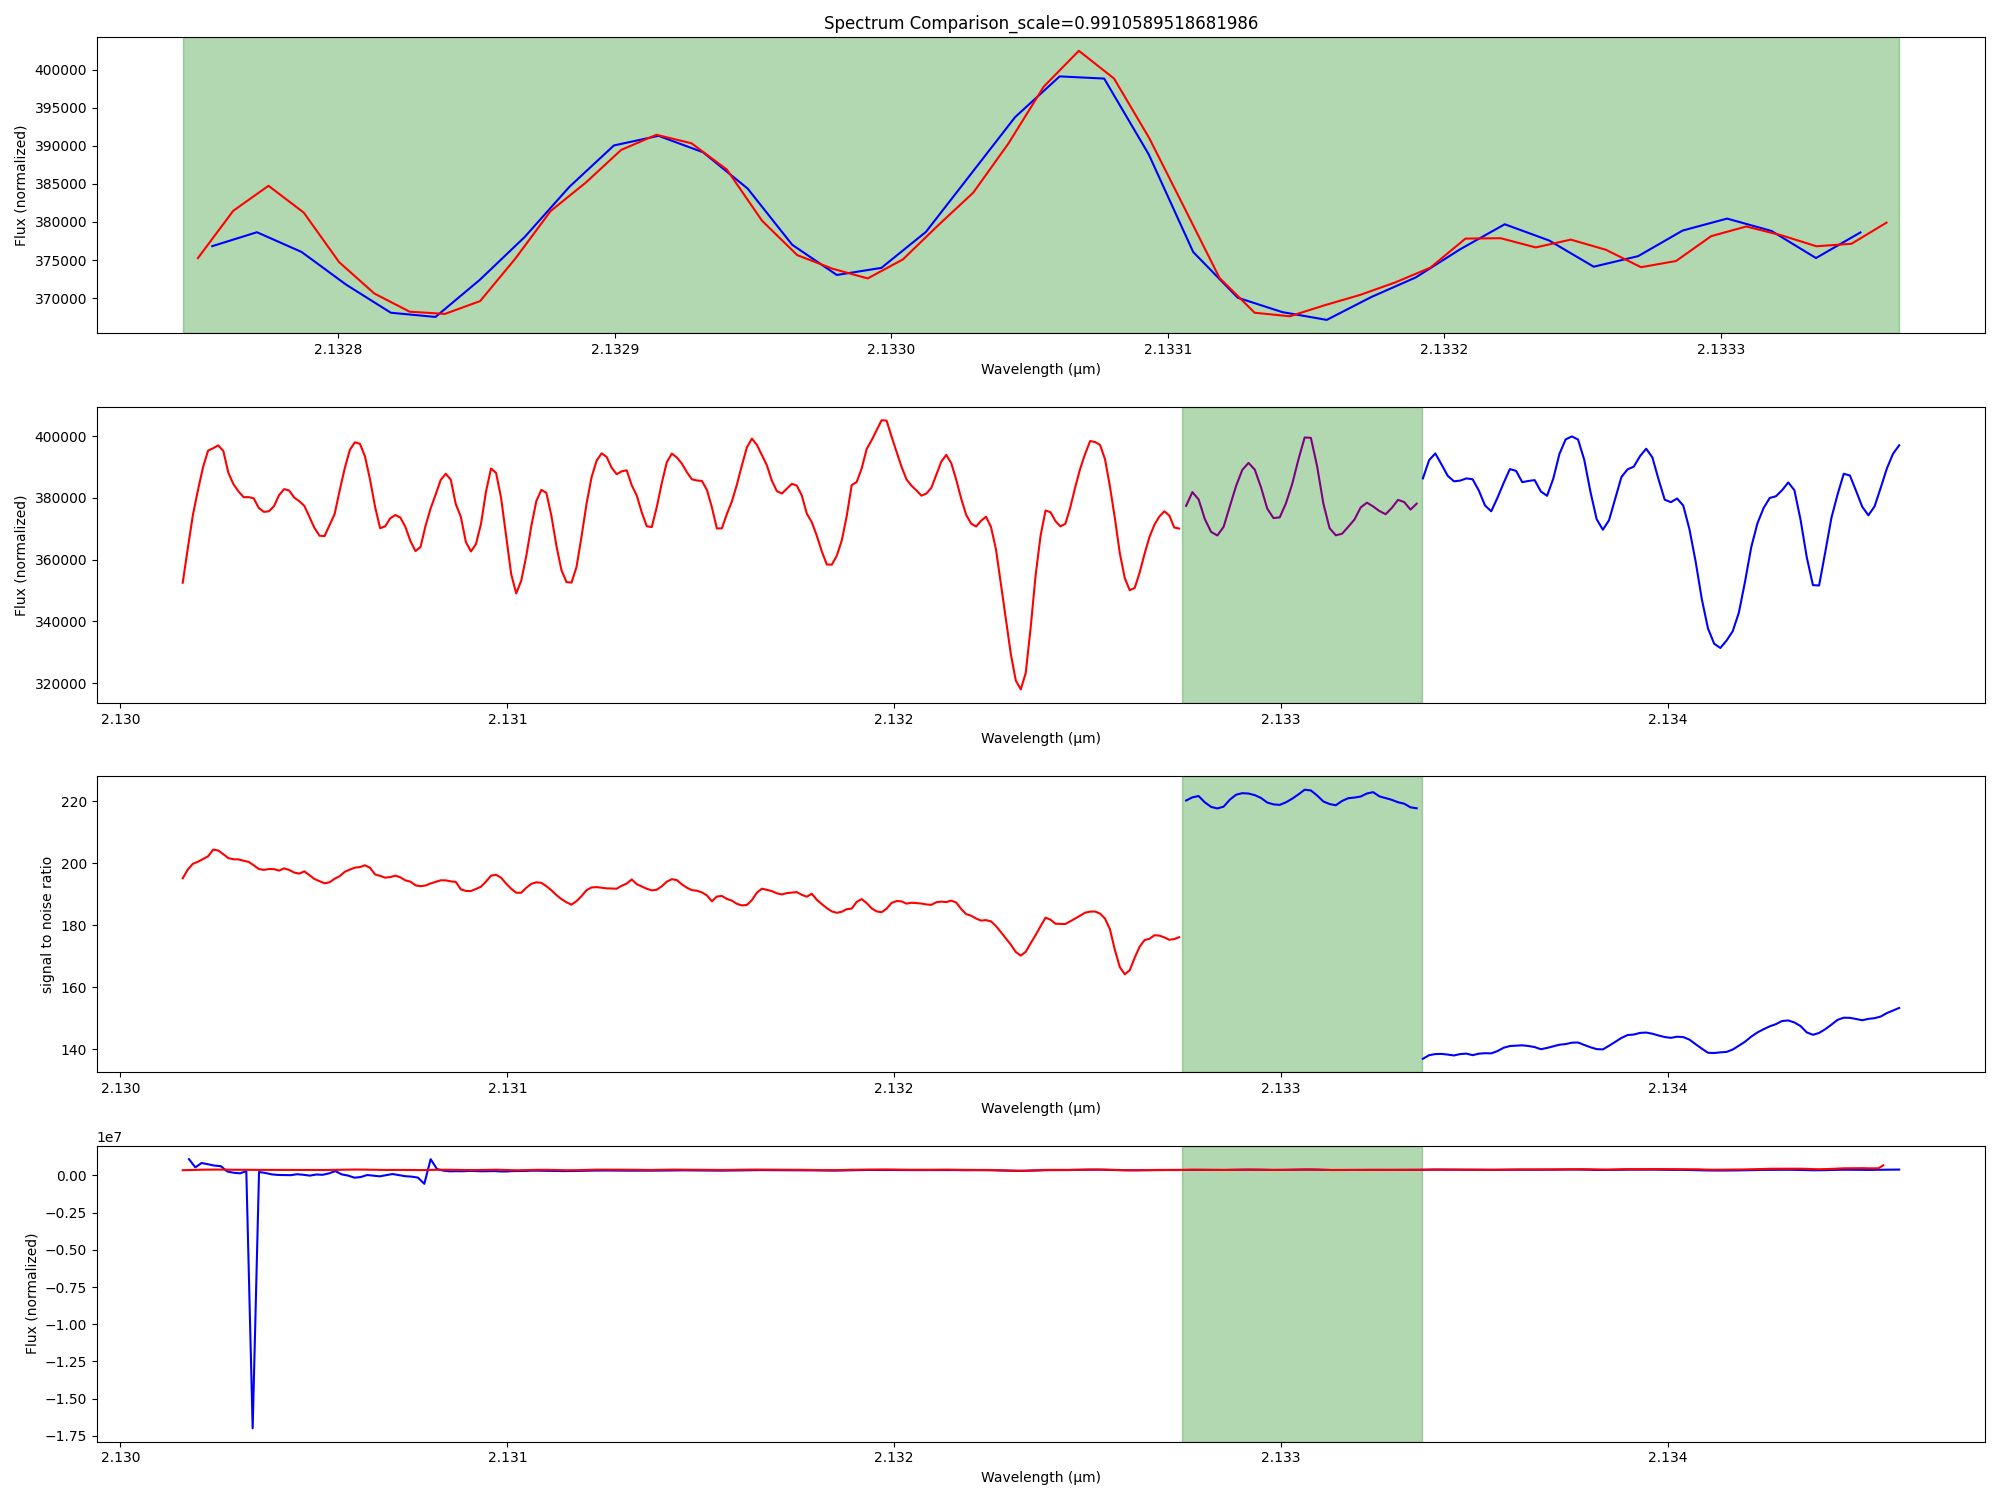 Spectrum Comparison_scale=0.9910589518681986
400000
395000
390000
385000
380000
375000
370000
Flux (normalized)
2.1328 2.1329 2.1330 2.1331 2.1332 2.1333
Wavelength (μm)
400000
380000
360000
340000
320000
Flux (normalized)
2.130 2.131 2.132 2.133 2.134
Wavelength (μm)
220
200
180
160
140
signal to noise ratio
2.130 2.131 2.132 2.133 2.134
Wavelength (μm)
1e7
0.00
−0.25
−0.50
−0.75
−1.00
−1.25
−1.50
−1.75
Flux (normalized)
2.130 2.131 2.132 2.133 2.134
Wavelength (μm)